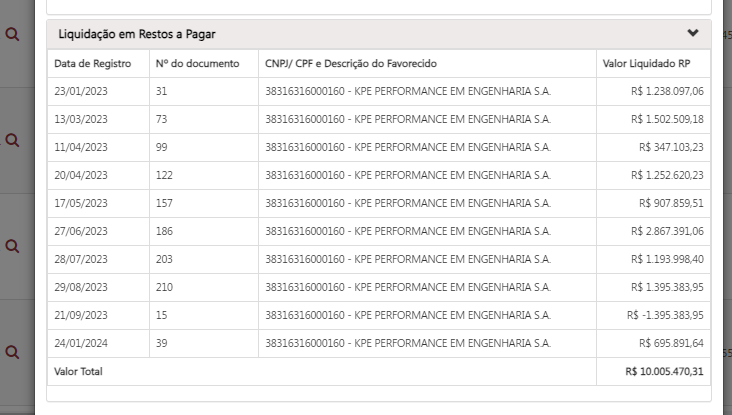 Liquidação em Restos a Pagar
Data de Registro Nº do documento CNPJ/ CPF e Descrição do Favorecido Valor Liquidado RP
23/01/2023 31 38316316000160 - KPE PERFORMANCE EM ENGENHARIA S.A. R$ 1.238.097,06
13/03/2023 73 38316316000160 - KPE PERFORMANCE EM ENGENHARIA S.A. R$ 1.502.509,18
11/04/2023 99 38316316000160 - KPE PERFORMANCE EM ENGENHARIA S.A. R$ 347.103,23
20/04/2023 122 38316316000160 - KPE PERFORMANCE EM ENGENHARIA S.A. R$ 1.252.620,23
17/05/2023 157 38316316000160 - KPE PERFORMANCE EM ENGENHARIA S.A. R$ 907.859,51
27/06/2023 186 38316316000160 - KPE PERFORMANCE EM ENGENHARIA S.A. R$ 2.867.391,06
28/07/2023 203 38316316000160 - KPE PERFORMANCE EM ENGENHARIA S.A. R$ 1.193.998,40
29/08/2023 210 38316316000160 - KPE PERFORMANCE EM ENGENHARIA S.A. R$ 1.395.383,95
21/09/2023 15 38316316000160 - KPE PERFORMANCE EM ENGENHARIA S.A. R$ -1.395.383,95
24/01/2024 39 38316316000160 - KPE PERFORMANCE EM ENGENHARIA S.A. R$ 695.891,64
Valor Total R$ 10.005.470,31